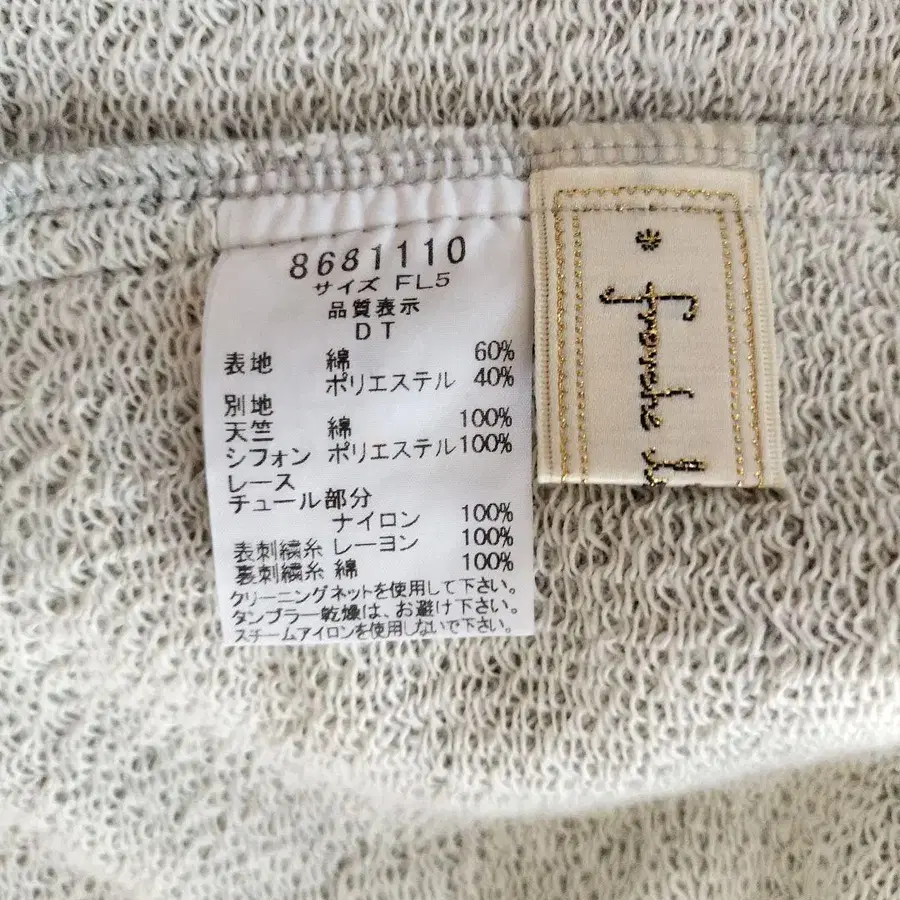 8681110
サイズ FL5
品質表示
DT
表地 綿 60%
ポリエステル 40%
別地
天竺 綿 100%
シフォン ポリエステル 100%
レース
チュール部分
ナイロン 100%
表刺繍糸 レーヨン 100%
裏刺繍糸 綿 100%
クリーニングネットを使用して下さい。
タンブラー乾燥は、お避け下さい。
スチームアイロンを使用しないで下さい。